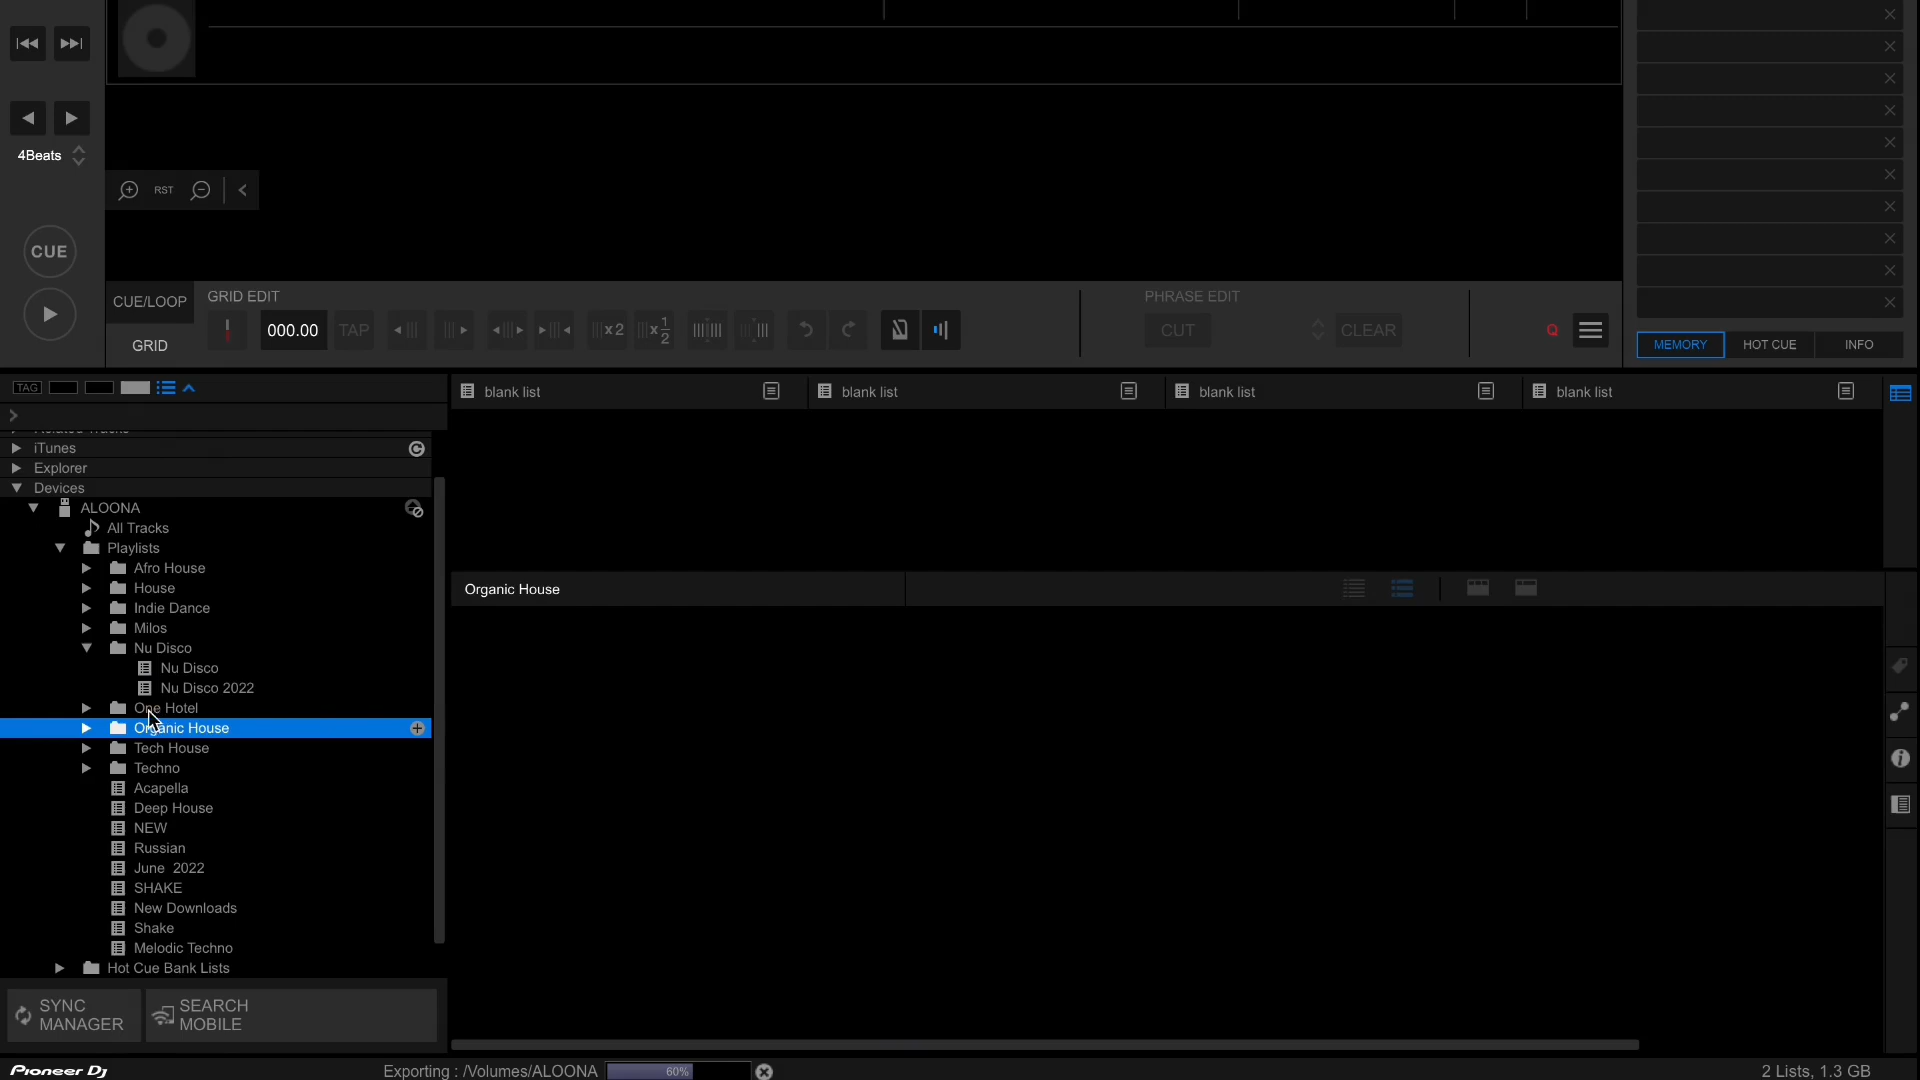 4Beats
RST
CUE
CUE/LOOP
GRID EDIT
PHRASE EDIT
000.00
TAP
x2
x 1/2
CUT
CLEAR
Q
GRID
MEMORY
HOT CUE
INFO
TAG
blank list
blank list
blank list
blank list
Related Tracks
iTunes
Explorer
Devices
ALOONA
All Tracks
Playlists
Afro House
House
Indie Dance
Milos
Nu Disco
Nu Disco
Nu Disco 2022
One Hotel
Organic House
Tech House
Techno
Acapella
Deep House
NEW
Russian
June 2022
SHAKE
New Downloads
Shake
Melodic Techno
Hot Cue Bank Lists
Organic House
SYNC
MANAGER
SEARCH
MOBILE
Pioneer Dj
Exporting : /Volumes/ALOONA
60%
2 Lists, 1.3 GB